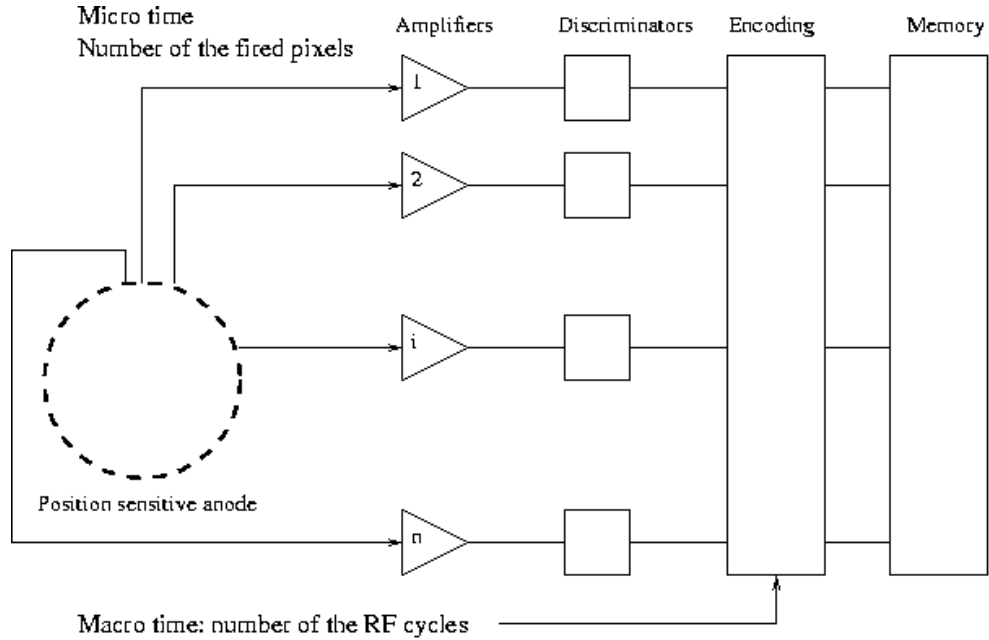 Micro time
Number of the fired pixels
Amplifiers
Discriminators
Encoding
Memory
1
2
i
n
Position sensitive anode
Macro time: number of the RF cycles